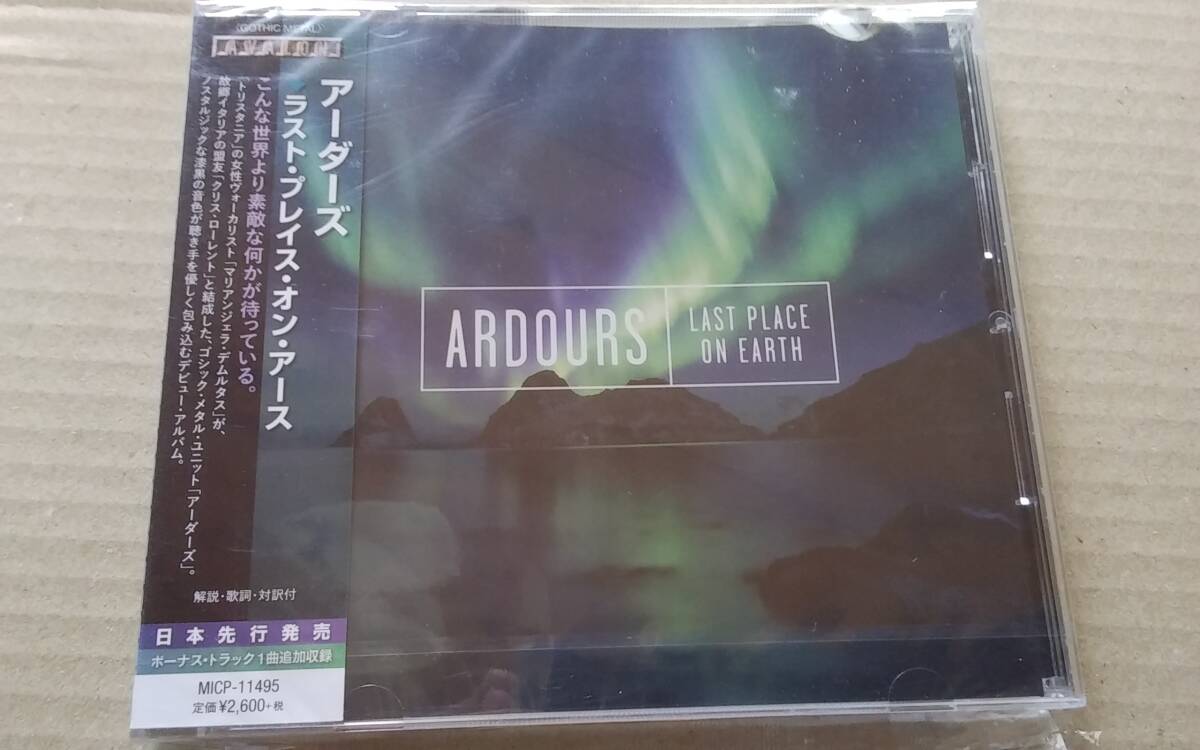 〈GOTHIC METAL〉
AVALON
アーダーズ
ラスト・プレイス・オン・アース
こんな世界より素敵な何かが待っている。
「トリスタニア」の女性ヴォーカリスト「マリアンジェラ・デムルタス」が、
故郷イタリアの盟友「クリス・ローレント」と結成した、ゴシック・メタル・ユニット「アーダーズ」。
ノスタルジックな漆黒の音色が聴き手を優しく包み込むデビュー・アルバム。
解説・歌詞・対訳付
日本先行発売
ボーナス・トラック1曲追加収録
MICP-11495
定価¥2,600+税
ARDOURS
LAST PLACE
ON EARTH